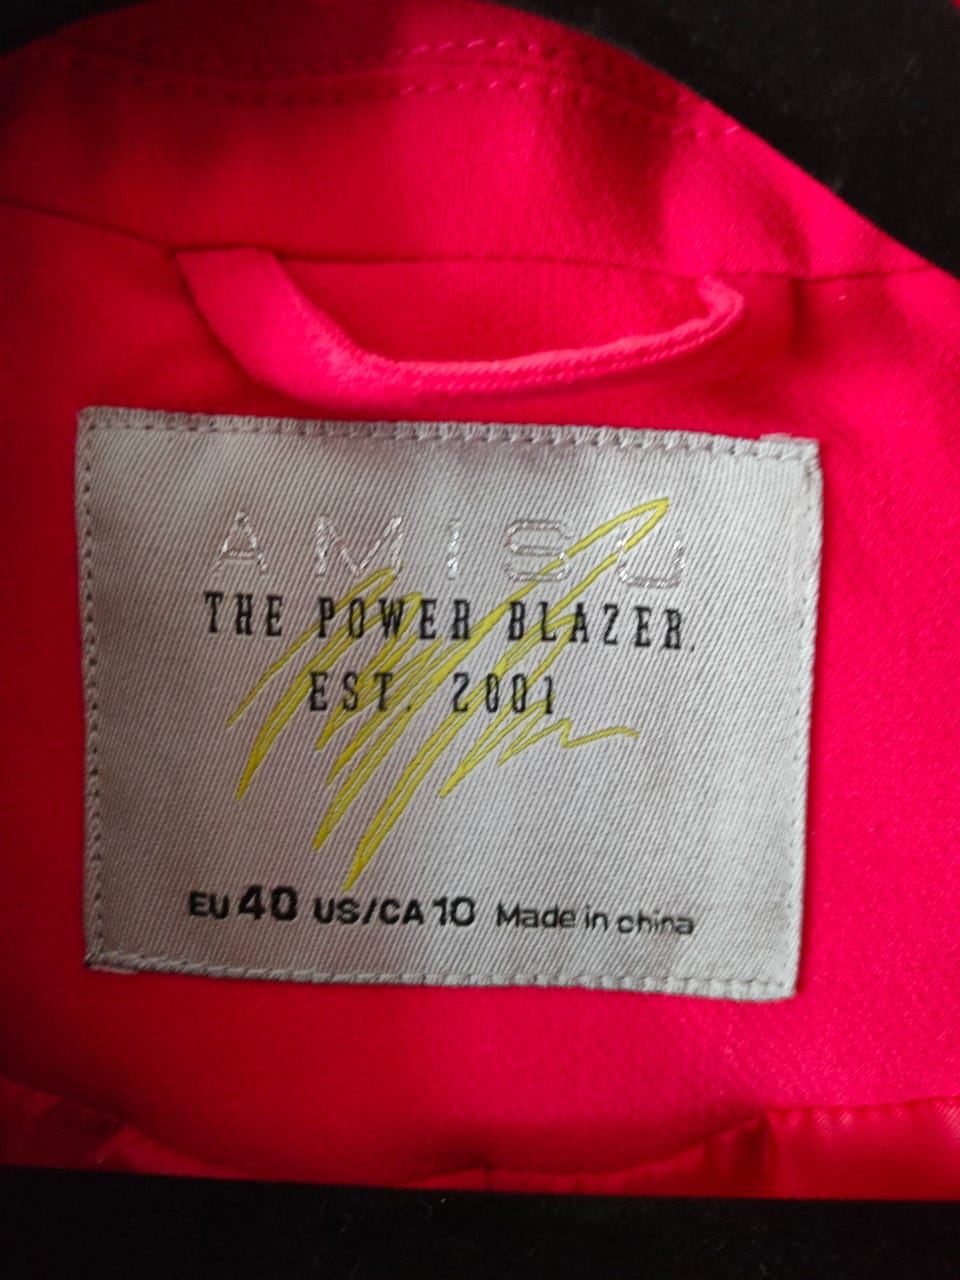 AMISU
THE POWER BLAZER.
EST. 2001
EU 40 US/CA 10 Made in china